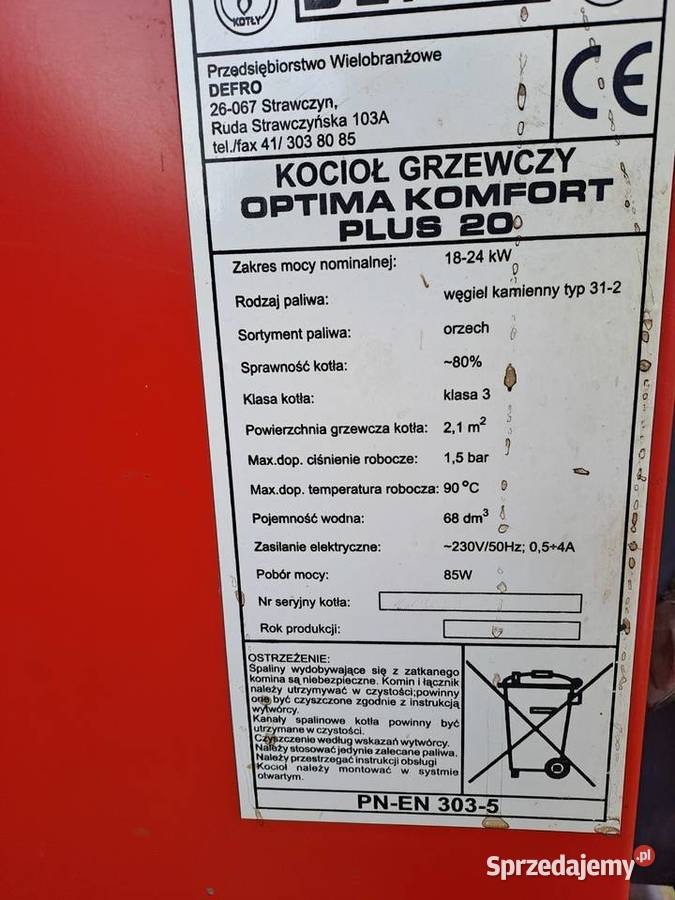 KOTŁY
Przedsiębiorstwo Wielobranżowe
DEFRO
26-067 Strawczyn,
Ruda Strawczyńska 103A
tel./fax 41/ 303 80 85
CE
KOCIOŁ GRZEWCZY
OPTIMA KOMFORT
PLUS 20
Zakres mocy nominalnej: 18-24 kW
Rodzaj paliwa: węgiel kamienny typ 31-2
Sortyment paliwa: orzech
Sprawność kotła: ~80%
Klasa kotła: klasa 3
Powierzchnia grzewcza kotła: 2,1 m²
Max.dop. ciśnienie robocze: 1,5 bar
Max.dop. temperatura robocza: 90 °C
Pojemność wodna: 68 dm³
Zasilanie elektryczne: ~230V/50Hz; 0,5÷4A
Pobór mocy: 85W
Nr seryjny kotła:
Rok produkcji:
OSTRZEŻENIE:
Spaliny wydobywające się z zatkanego
komina są niebezpieczne. Komin i łącznik
należy utrzymywać w czystości;powinny
one być czyszczone zgodnie z instrukcją
wytwórcy.
Kanały spalinowe kotła powinny być
utrzymane w czystości.
Czyszczenie według wskazań wytwórcy.
Należy stosować jedynie zalecane paliwa.
Należy przestrzegać instrukcji obsługi
Kocioł należy montować w systmie
otwartym.
PN-EN 303-5
Sprzedajemy.pl